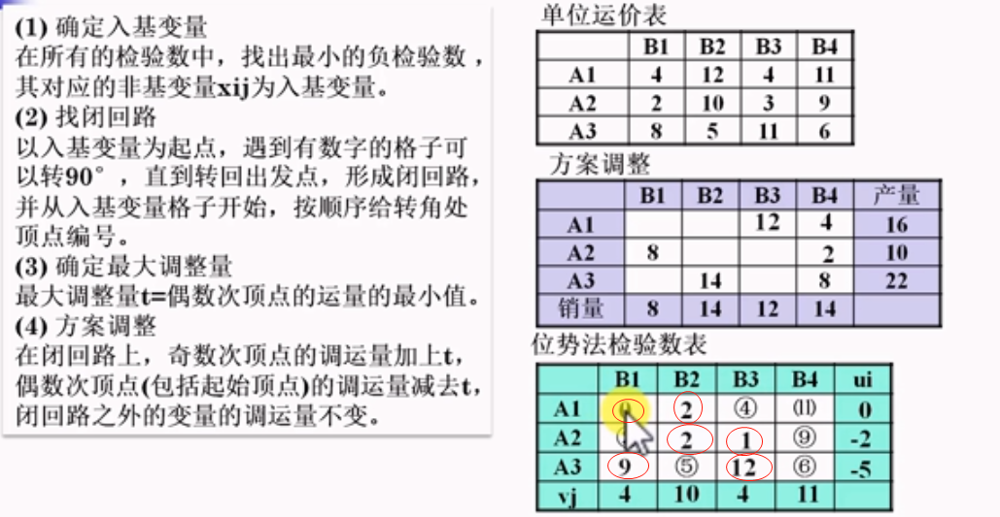 (1) 确定入基变量
在所有的检验数中，找出最小的负检验数，
其对应的非基变量xij为入基变量。
(2) 找闭回路
以入基变量为起点，遇到有数字的格子可
以转90°，直到转回出发点，形成闭回路，
并从入基变量格子开始，按顺序给转角处
顶点编号。
(3) 确定最大调整量
最大调整量t=偶数次顶点的运量的最小值。
(4) 方案调整
在闭回路上，奇数次顶点的调运量加上t，
偶数次顶点(包括起始顶点)的调运量减去t，
闭回路之外的变量的调运量不变。
单位运价表
B1 B2 B3 B4
A1 4 12 4 11
A2 2 10 3 9
A3 8 5 11 6
方案调整
B1 B2 B3 B4 产量
A1 12 4 16
A2 8 2 10
A3 14 8 22
销量 8 14 12 14
位势法检验数表
B1 B2 B3 B4 ui
A1 2 ④ ⑪ 0
A2 2 1 ⑨ -2
A3 9 ⑤ 12 ⑥ -5
vj 4 10 4 11